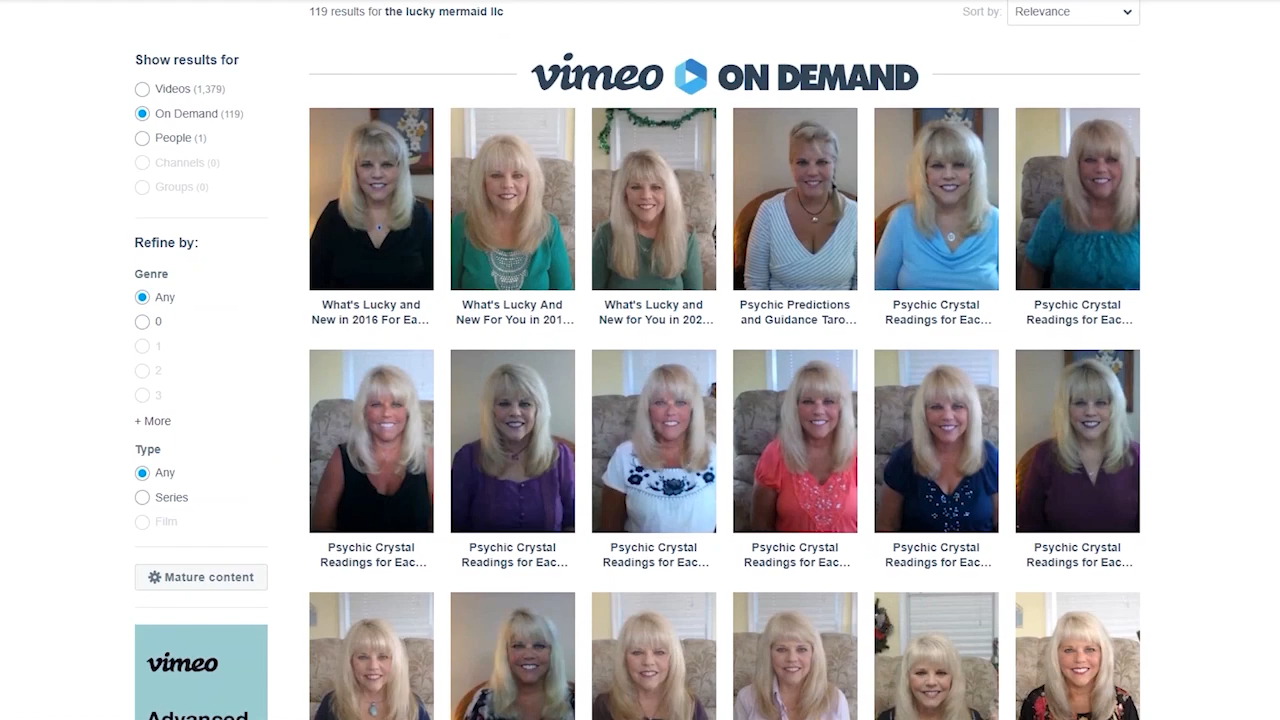 119 results for the lucky mermaid llc
Sort by: Relevance
Show results for
Videos (1,379)
On Demand (119)
People (1)
Channels (0)
Groups (0)
Refine by:
Genre
Any
0
1
2
3
+ More
Type
Any
Series
Film
Mature content
vimeo
Advanced
vimeo ON DEMAND
What's Lucky and
New in 2016 For Ea...
What's Lucky And
New For You in 201...
What's Lucky and
New for You in 202...
Psychic Predictions
and Guidance Taro...
Psychic Crystal
Readings for Eac...
Psychic Crystal
Readings for Eac...
Psychic Crystal
Readings for Eac...
Psychic Crystal
Readings for Eac...
Psychic Crystal
Readings for Eac...
Psychic Crystal
Readings for Eac...
Psychic Crystal
Readings for Eac...
Psychic Crystal
Readings for Eac...